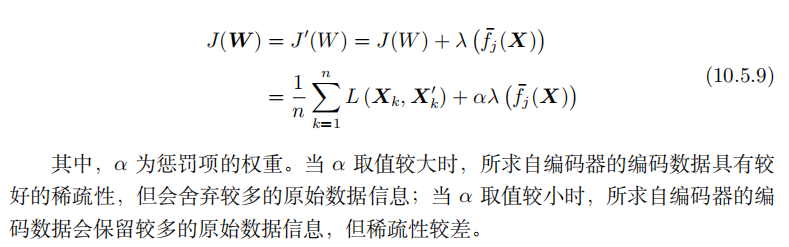 J(W) = J′(W) = J(W) + λ (f̄_j(X))
= 1/n ∑_{k=1}^{n} L (X_k, X′_k) + αλ (f̄_j(X))
(10.5.9)
其中，α 为惩罚项的权重。当 α 取值较大时，所求自编码器的编码数据具有较
好的稀疏性，但会舍弃较多的原始数据信息；当 α 取值较小时，所求自编码器的编
码数据会保留较多的原始数据信息，但稀疏性较差。